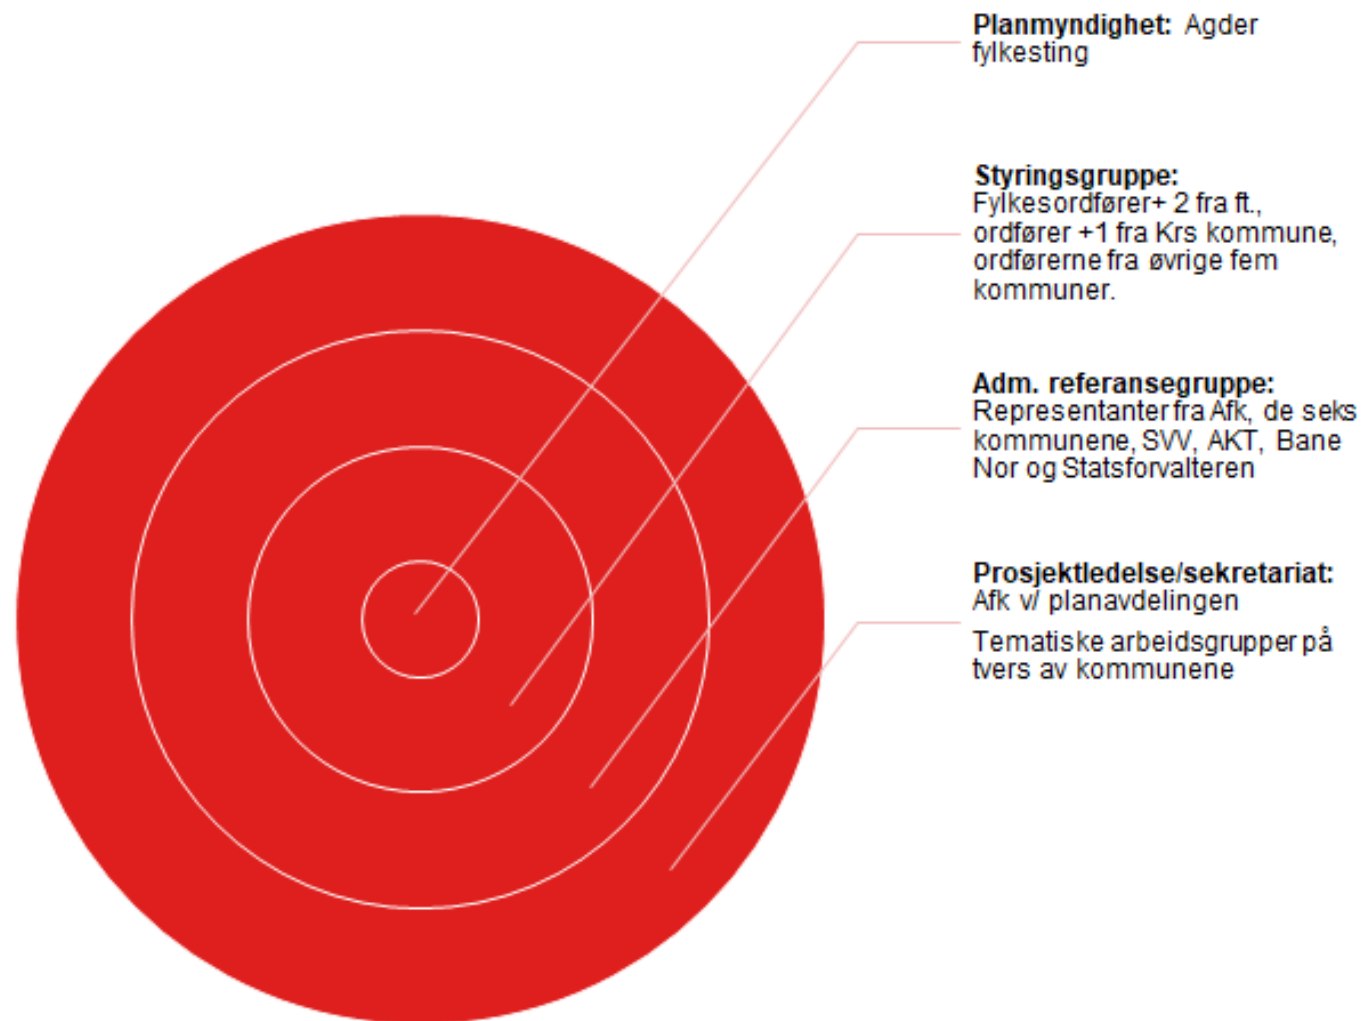 Planmyndighet: Agder
fylkesting
Styringsgruppe:
Fylkesordfører+ 2 fra ft.,
ordfører +1 fra Krs kommune,
ordførerne fra øvrige fem
kommuner.
Adm. referansegruppe:
Representanter fra Afk, de seks
kommunene, SVV, AKT, Bane
Nor og Statsforvalteren
Prosjektledelse/sekretariat:
Afk v/ planavdelingen
Tematiske arbeidsgrupper på
tvers av kommunene